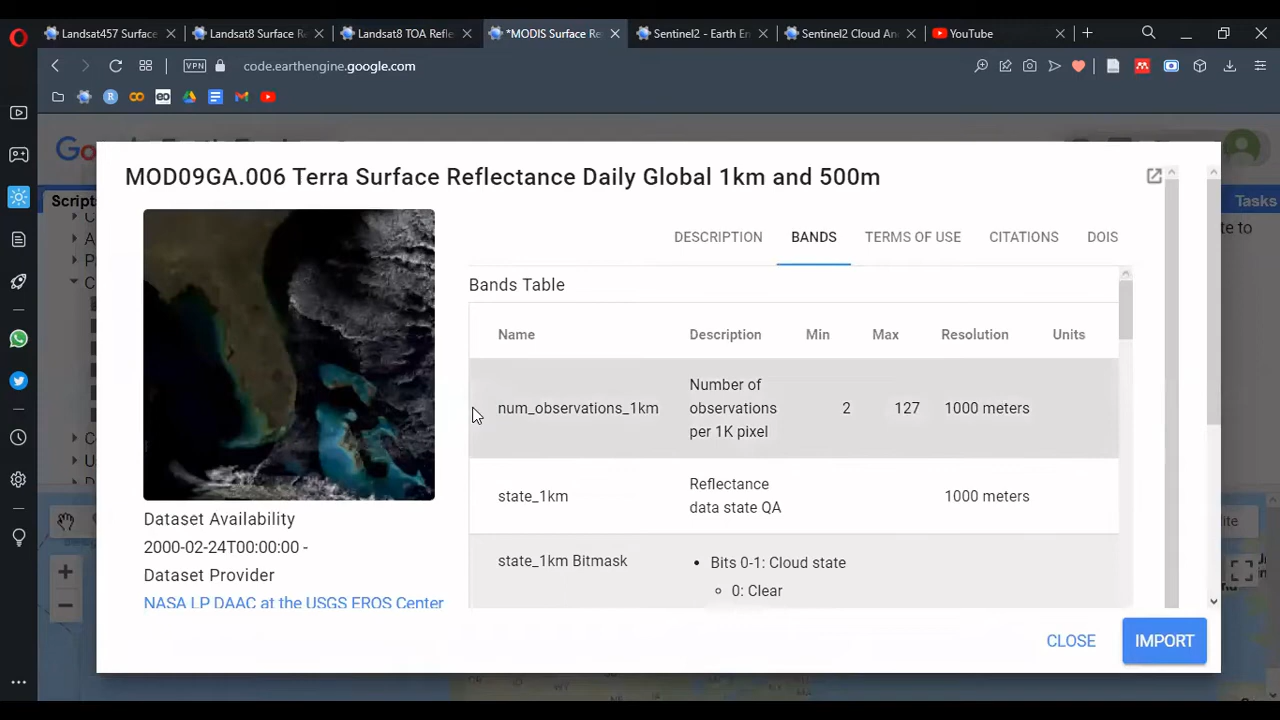 Landsat457 Surface
Landsat8 Surface Re
Landsat8 TOA Refle
*MODIS Surface Re
Sentinel2 - Earth En
Sentinel2 Cloud An
YouTube
VPN
code.earthengine.google.com
Go
Scrip
Tasks
te to
MOD09GA.006 Terra Surface Reflectance Daily Global 1km and 500m
DESCRIPTION
BANDS
TERMS OF USE
CITATIONS
DOIS
Bands Table
Name Description Min Max Resolution Units
num_observations_1km Number of observations per 1K pixel 2 127 1000 meters
state_1km Reflectance data state QA 1000 meters
state_1km Bitmask • Bits 0-1: Cloud state
0: Clear
Dataset Availability
2000-02-24T00:00:00 -
Dataset Provider
NASA LP DAAC at the USGS EROS Center
CLOSE
IMPORT